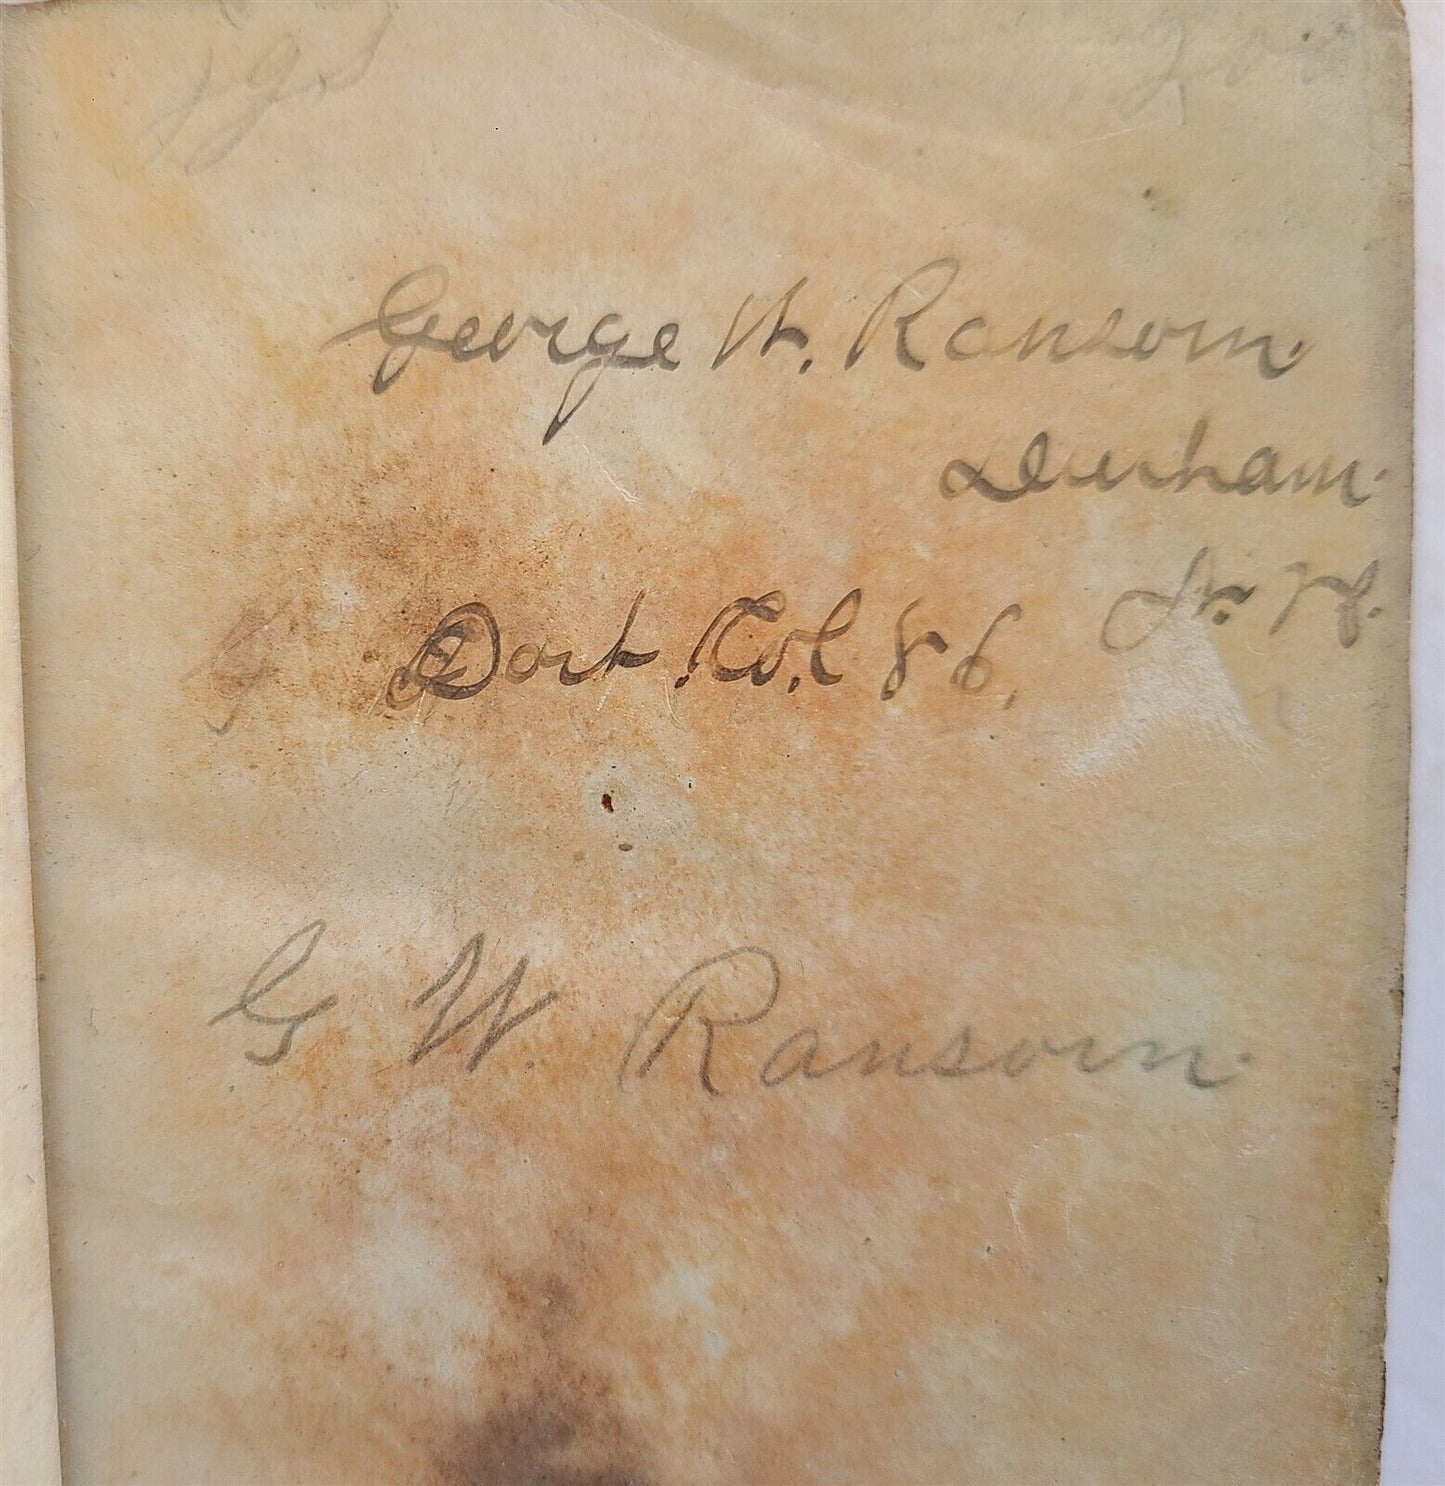 George W. Ransom.
Durham.
N. H.
Dart. Col 86.
G W. Ransom.